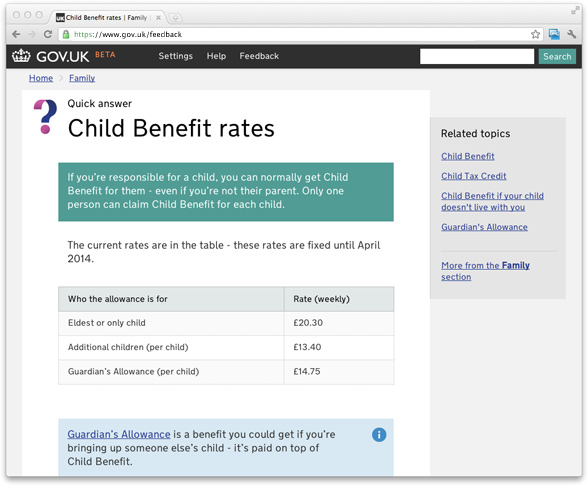 UK Child Benefit rates | Family
https://www.gov.uk/feedback
GOV.UK BETA Settings Help Feedback Search
Home Family
Quick answer
? Child Benefit rates
If you’re responsible for a child, you can normally get Child
Benefit for them - even if you’re not their parent. Only one
person can claim Child Benefit for each child.
The current rates are in the table - these rates are fixed until April
2014.
Who the allowance is for Rate (weekly)
Eldest or only child £20.30
Additional children (per child) £13.40
Guardian’s Allowance (per child) £14.75
Guardian’s Allowance is a benefit you could get if you’re
bringing up someone else’s child - it’s paid on top of
Child Benefit.
Related topics
Child Benefit
Child Tax Credit
Child Benefit if your child
doesn't live with you
Guardian's Allowance
More from the Family
section